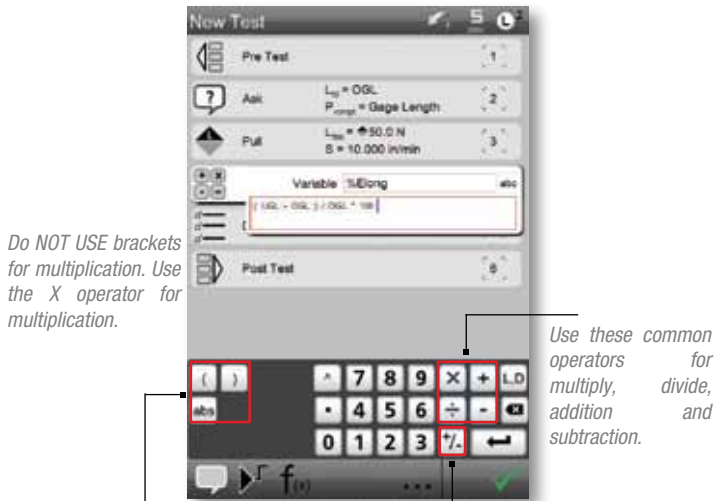 New Test
Pre Test
1
Ask
= OGL
= Gage Length
2
Pull
50.0 N
S = 10.000 in/min
3
Variable %Elong abc
( UGL - OGL ) / OGL * 100
Post Test
Do NOT USE brackets
for multiplication. Use
the X operator for
multiplication.
Use these common
operators for
multiply, divide,
addition and
subtraction.
( ) ^ 7 8 9 × + L,D
abs . 4 5 6 ÷ -
0 1 2 3 +/-
f(x) ...